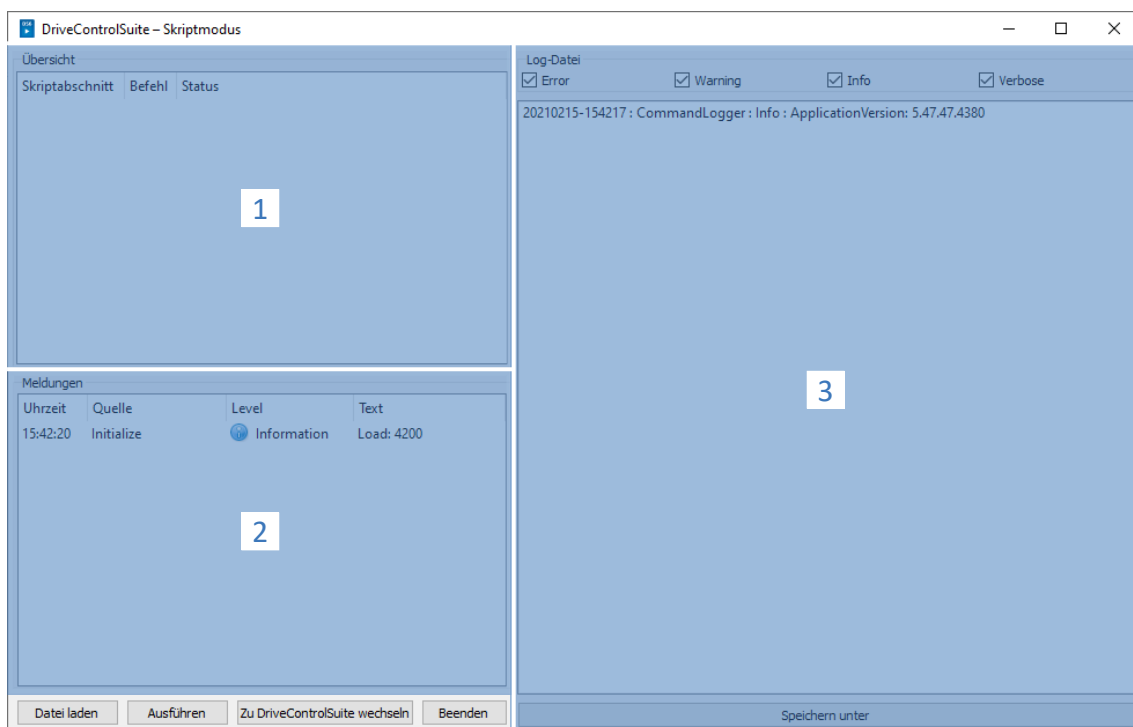 DriveControlSuite – Skriptmodus
Übersicht
Skriptabschnitt Befehl Status
1
Meldungen
Uhrzeit Quelle Level Text
15:42:20 Initialize Information Load: 4200
2
Datei laden Ausführen Zu DriveControlSuite wechseln Beenden
Log-Datei
Error Warning Info Verbose
20210215-154217 : CommandLogger : Info : ApplicationVersion: 5.47.47.4380
3
Speichern unter